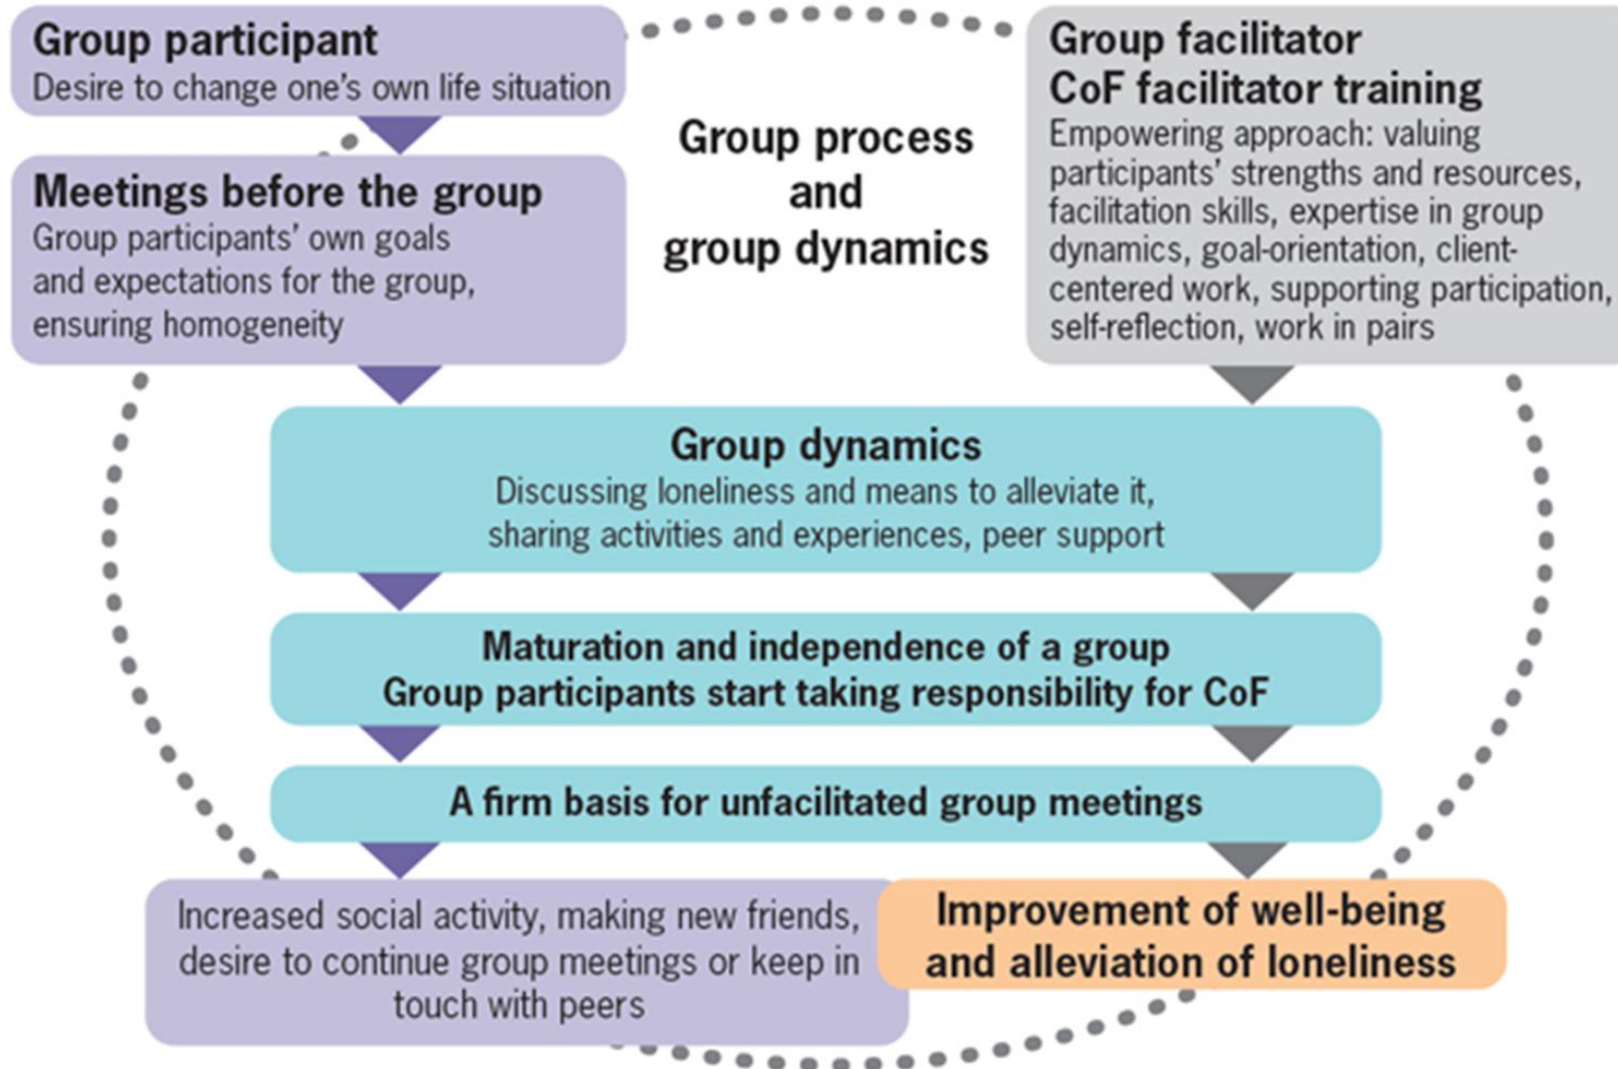 Group participant
Desire to change one's own life situation
Meetings before the group
Group participants' own goals
and expectations for the group,
ensuring homogeneity
Group process
and
group dynamics
Group facilitator
CoF facilitator training
Empowering approach: valuing
participants' strengths and resources,
facilitation skills, expertise in group
dynamics, goal-orientation, client-
centered work, supporting participation,
self-reflection, work in pairs
Group dynamics
Discussing loneliness and means to alleviate it,
sharing activities and experiences, peer support
Maturation and independence of a group
Group participants start taking responsibility for CoF
A firm basis for unfacilitated group meetings
Increased social activity, making new friends,
desire to continue group meetings or keep in
touch with peers
Improvement of well-being
and alleviation of loneliness